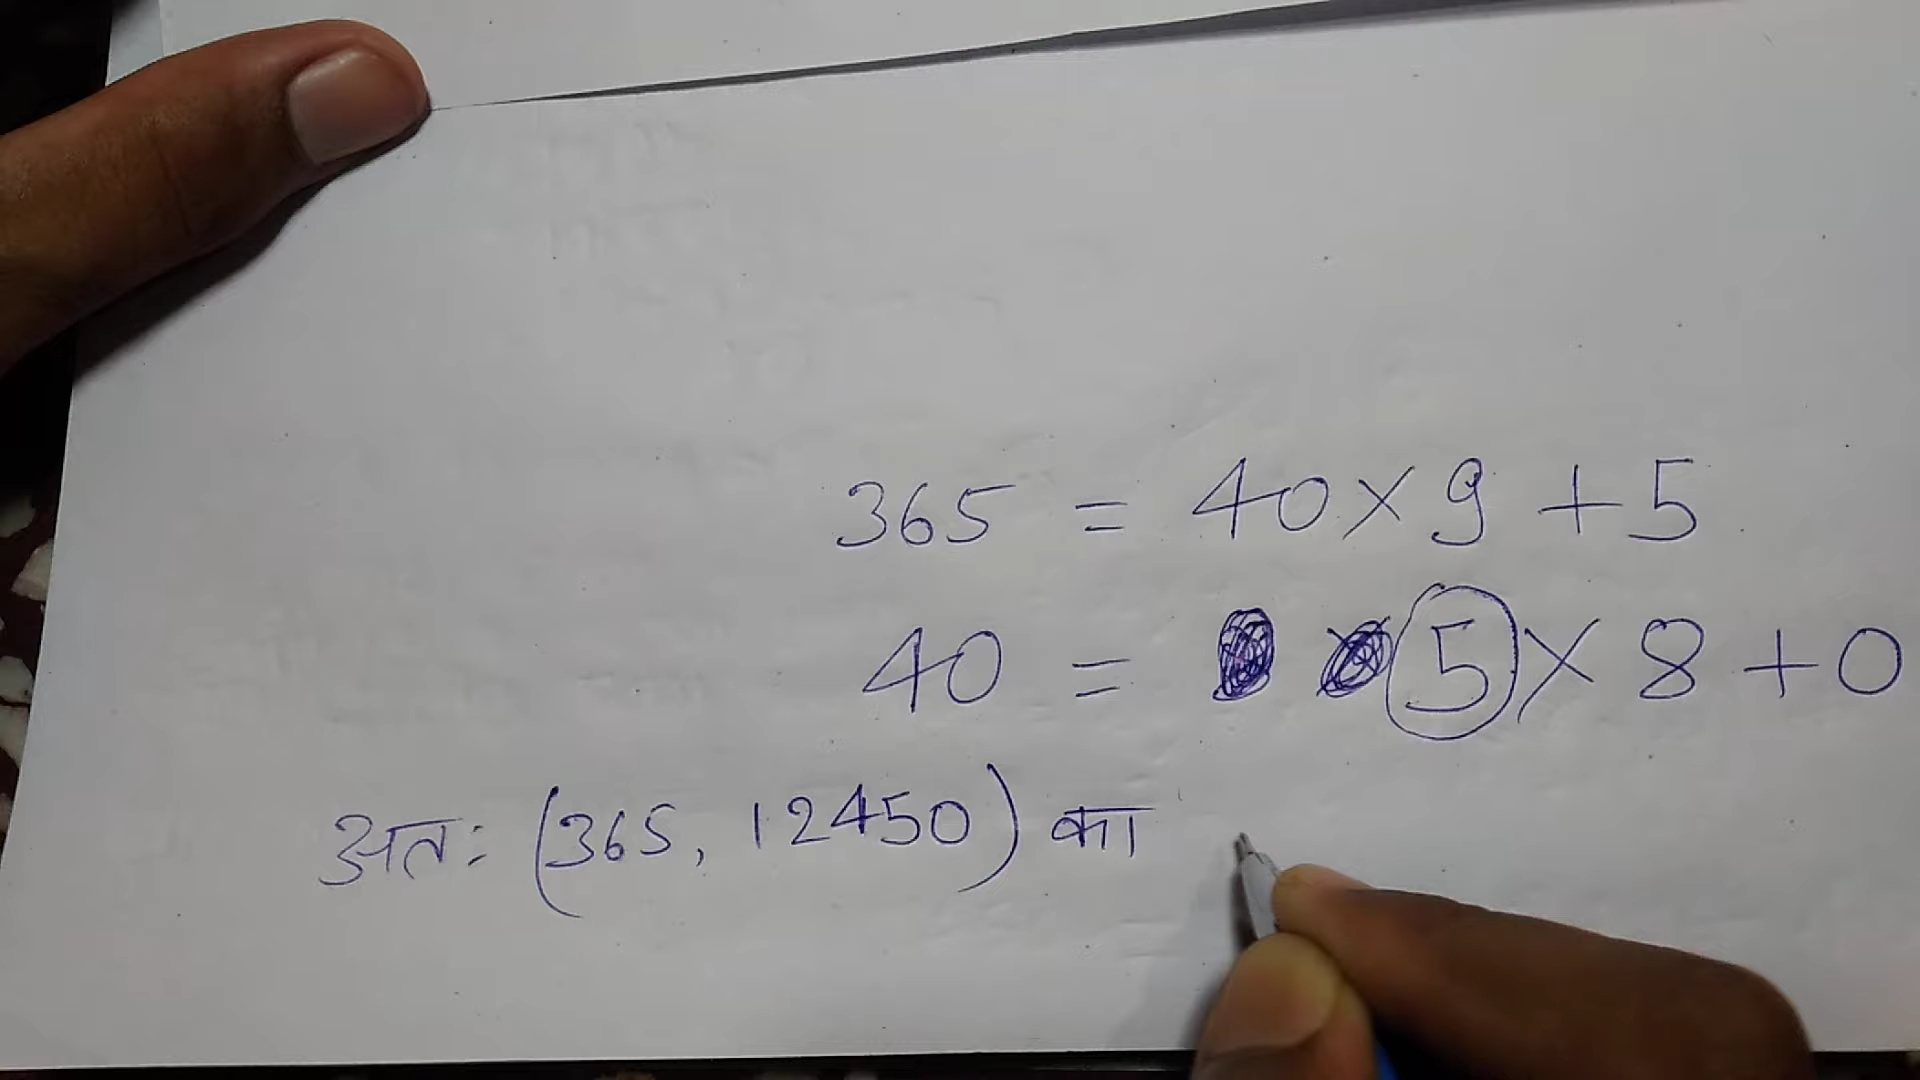 365 = 40 × 9 + 5
40 = 5 × 8 + 0
अतः (365, 12450) का